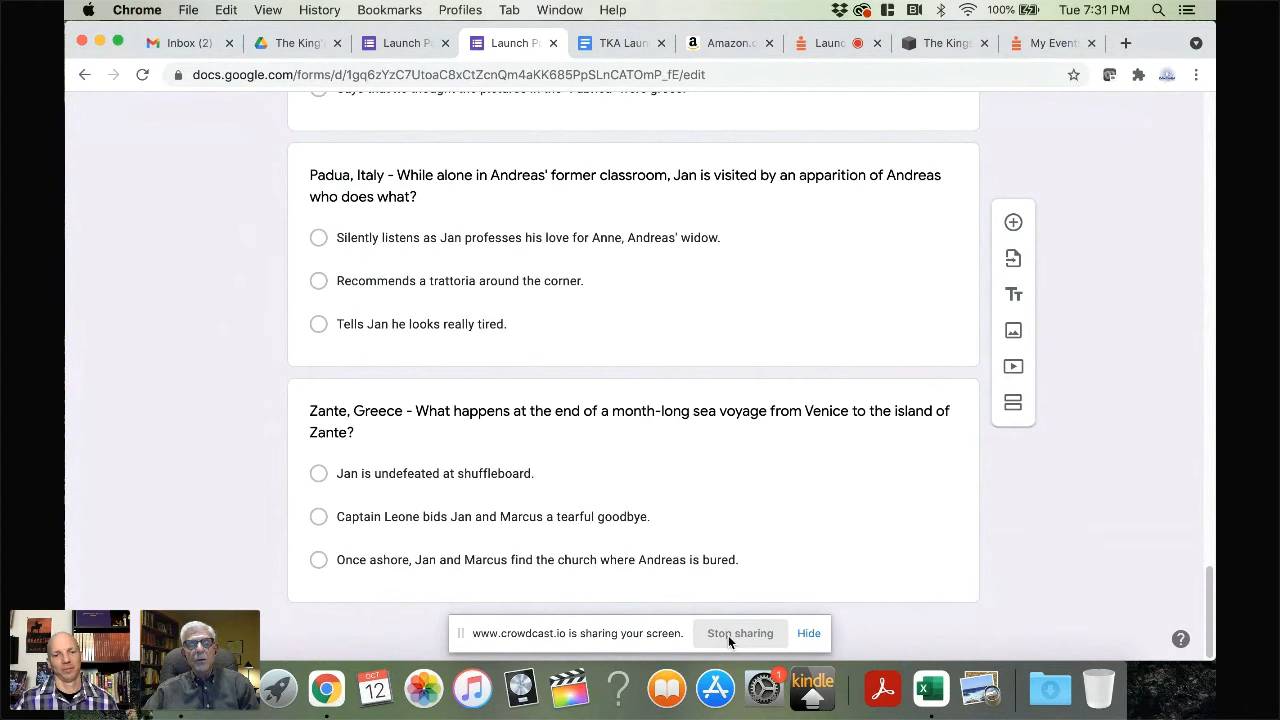 Chrome File Edit View History Bookmarks Profiles Tab Window Help 100% Tue 7:31 PM
Inbox (2) The King' Launch P Launch P TKA Laun Amazon.c Laun The Kings My Event
docs.google.com/forms/d/1gq6zYzC7UtoaC8xCtZcnQm4aKK685PpSLnCATOmP_fE/edit
Padua, Italy - While alone in Andreas' former classroom, Jan is visited by an apparition of Andreas
who does what?
Silently listens as Jan professes his love for Anne, Andreas' widow.
Recommends a trattoria around the corner.
Tells Jan he looks really tired.
Zante, Greece - What happens at the end of a month-long sea voyage from Venice to the island of
Zante?
Jan is undefeated at shuffleboard.
Captain Leone bids Jan and Marcus a tearful goodbye.
Once ashore, Jan and Marcus find the church where Andreas is bured.
www.crowdcast.io is sharing your screen. Stop sharing Hide
OCT
12
1
kindle